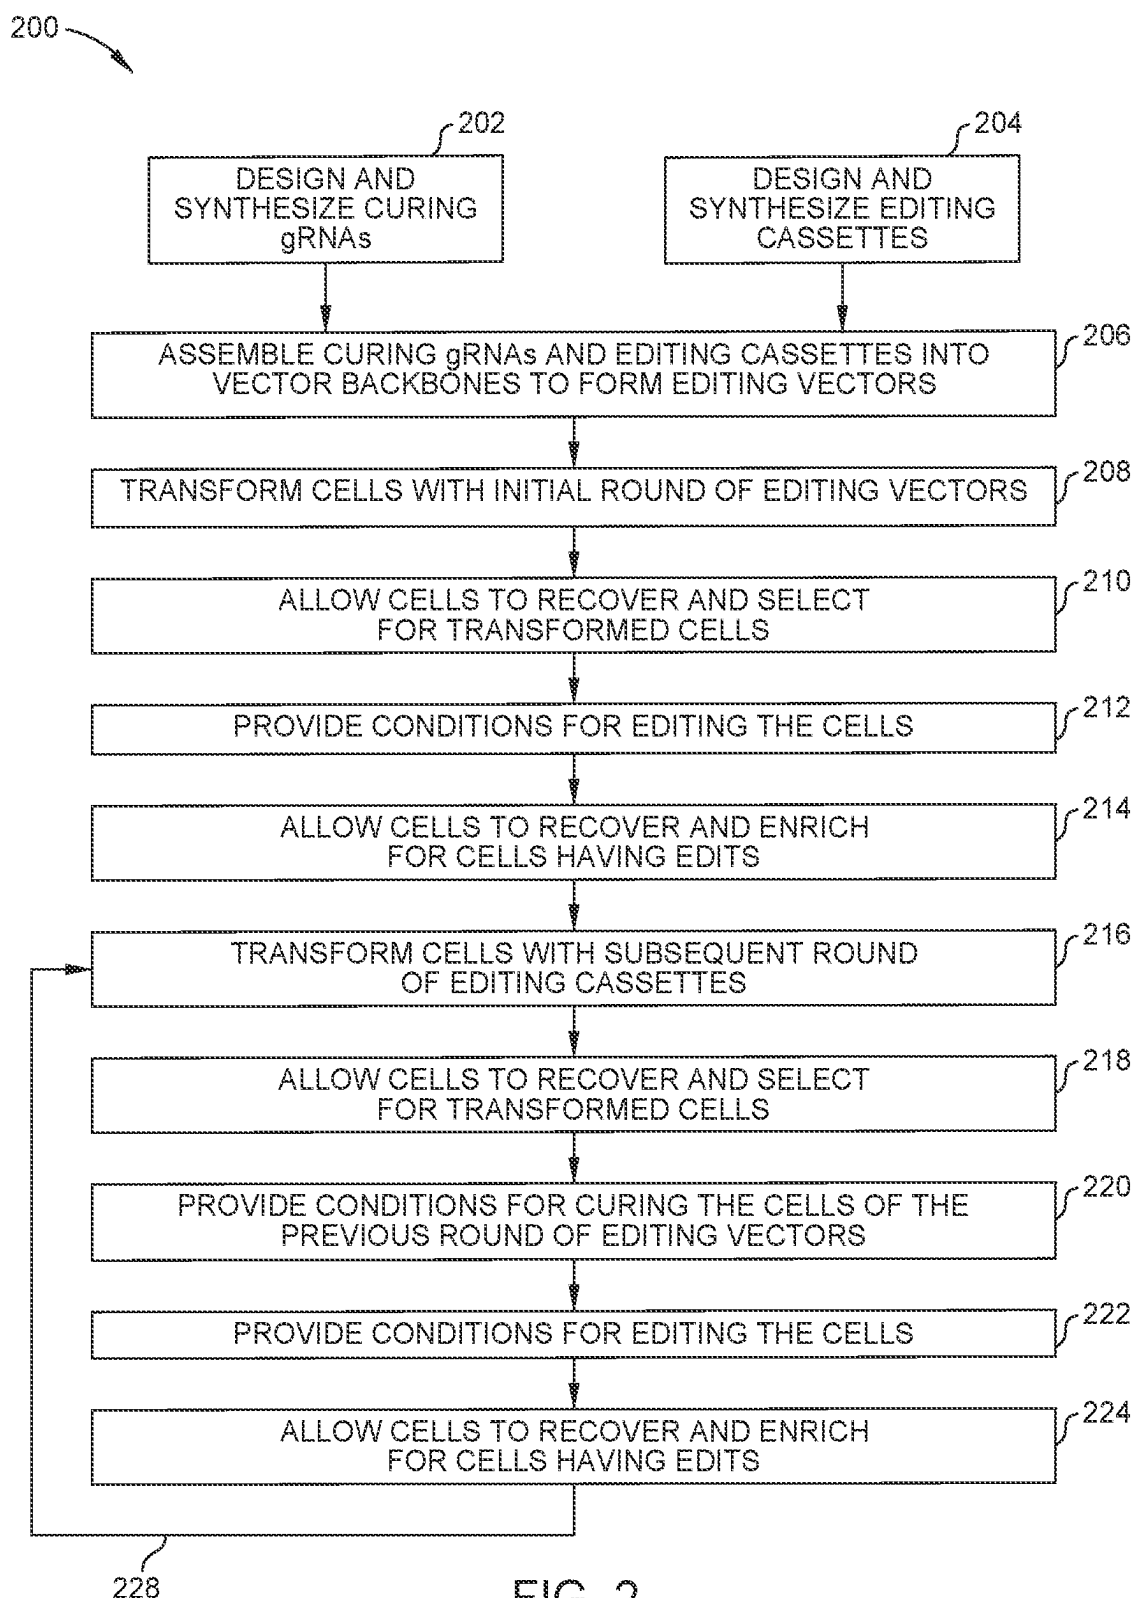 200
202
204
DESIGN AND
SYNTHESIZE CURING
gRNAs
DESIGN AND
SYNTHESIZE EDITING
CASSETTES
206
ASSEMBLE CURING gRNAs AND EDITING CASSETTES INTO
VECTOR BACKBONES TO FORM EDITING VECTORS
208
TRANSFORM CELLS WITH INITIAL ROUND OF EDITING VECTORS
210
ALLOW CELLS TO RECOVER AND SELECT
FOR TRANSFORMED CELLS
212
PROVIDE CONDITIONS FOR EDITING THE CELLS
214
ALLOW CELLS TO RECOVER AND ENRICH
FOR CELLS HAVING EDITS
216
TRANSFORM CELLS WITH SUBSEQUENT ROUND
OF EDITING CASSETTES
218
ALLOW CELLS TO RECOVER AND SELECT
FOR TRANSFORMED CELLS
220
PROVIDE CONDITIONS FOR CURING THE CELLS OF THE
PREVIOUS ROUND OF EDITING VECTORS
222
PROVIDE CONDITIONS FOR EDITING THE CELLS
224
ALLOW CELLS TO RECOVER AND ENRICH
FOR CELLS HAVING EDITS
228
FIG. 2